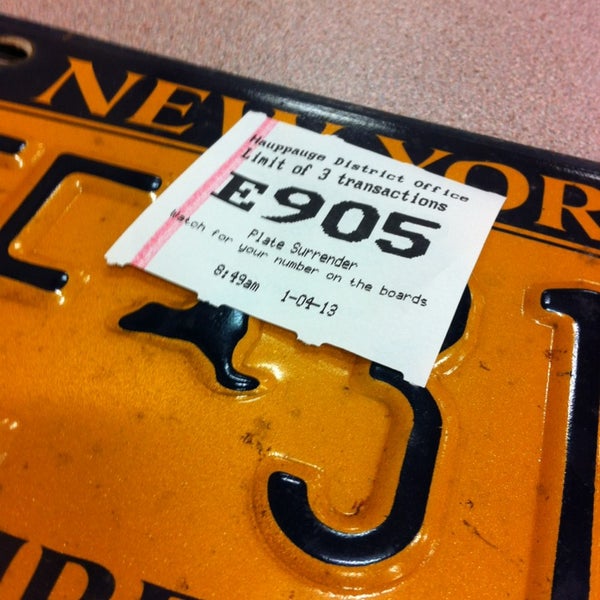 NEW YOR
Hauppauge District Office
Limit of 3 transactions
E905
Plate Surrender
Watch for your number on the boards
8:49am 1-04-13
C